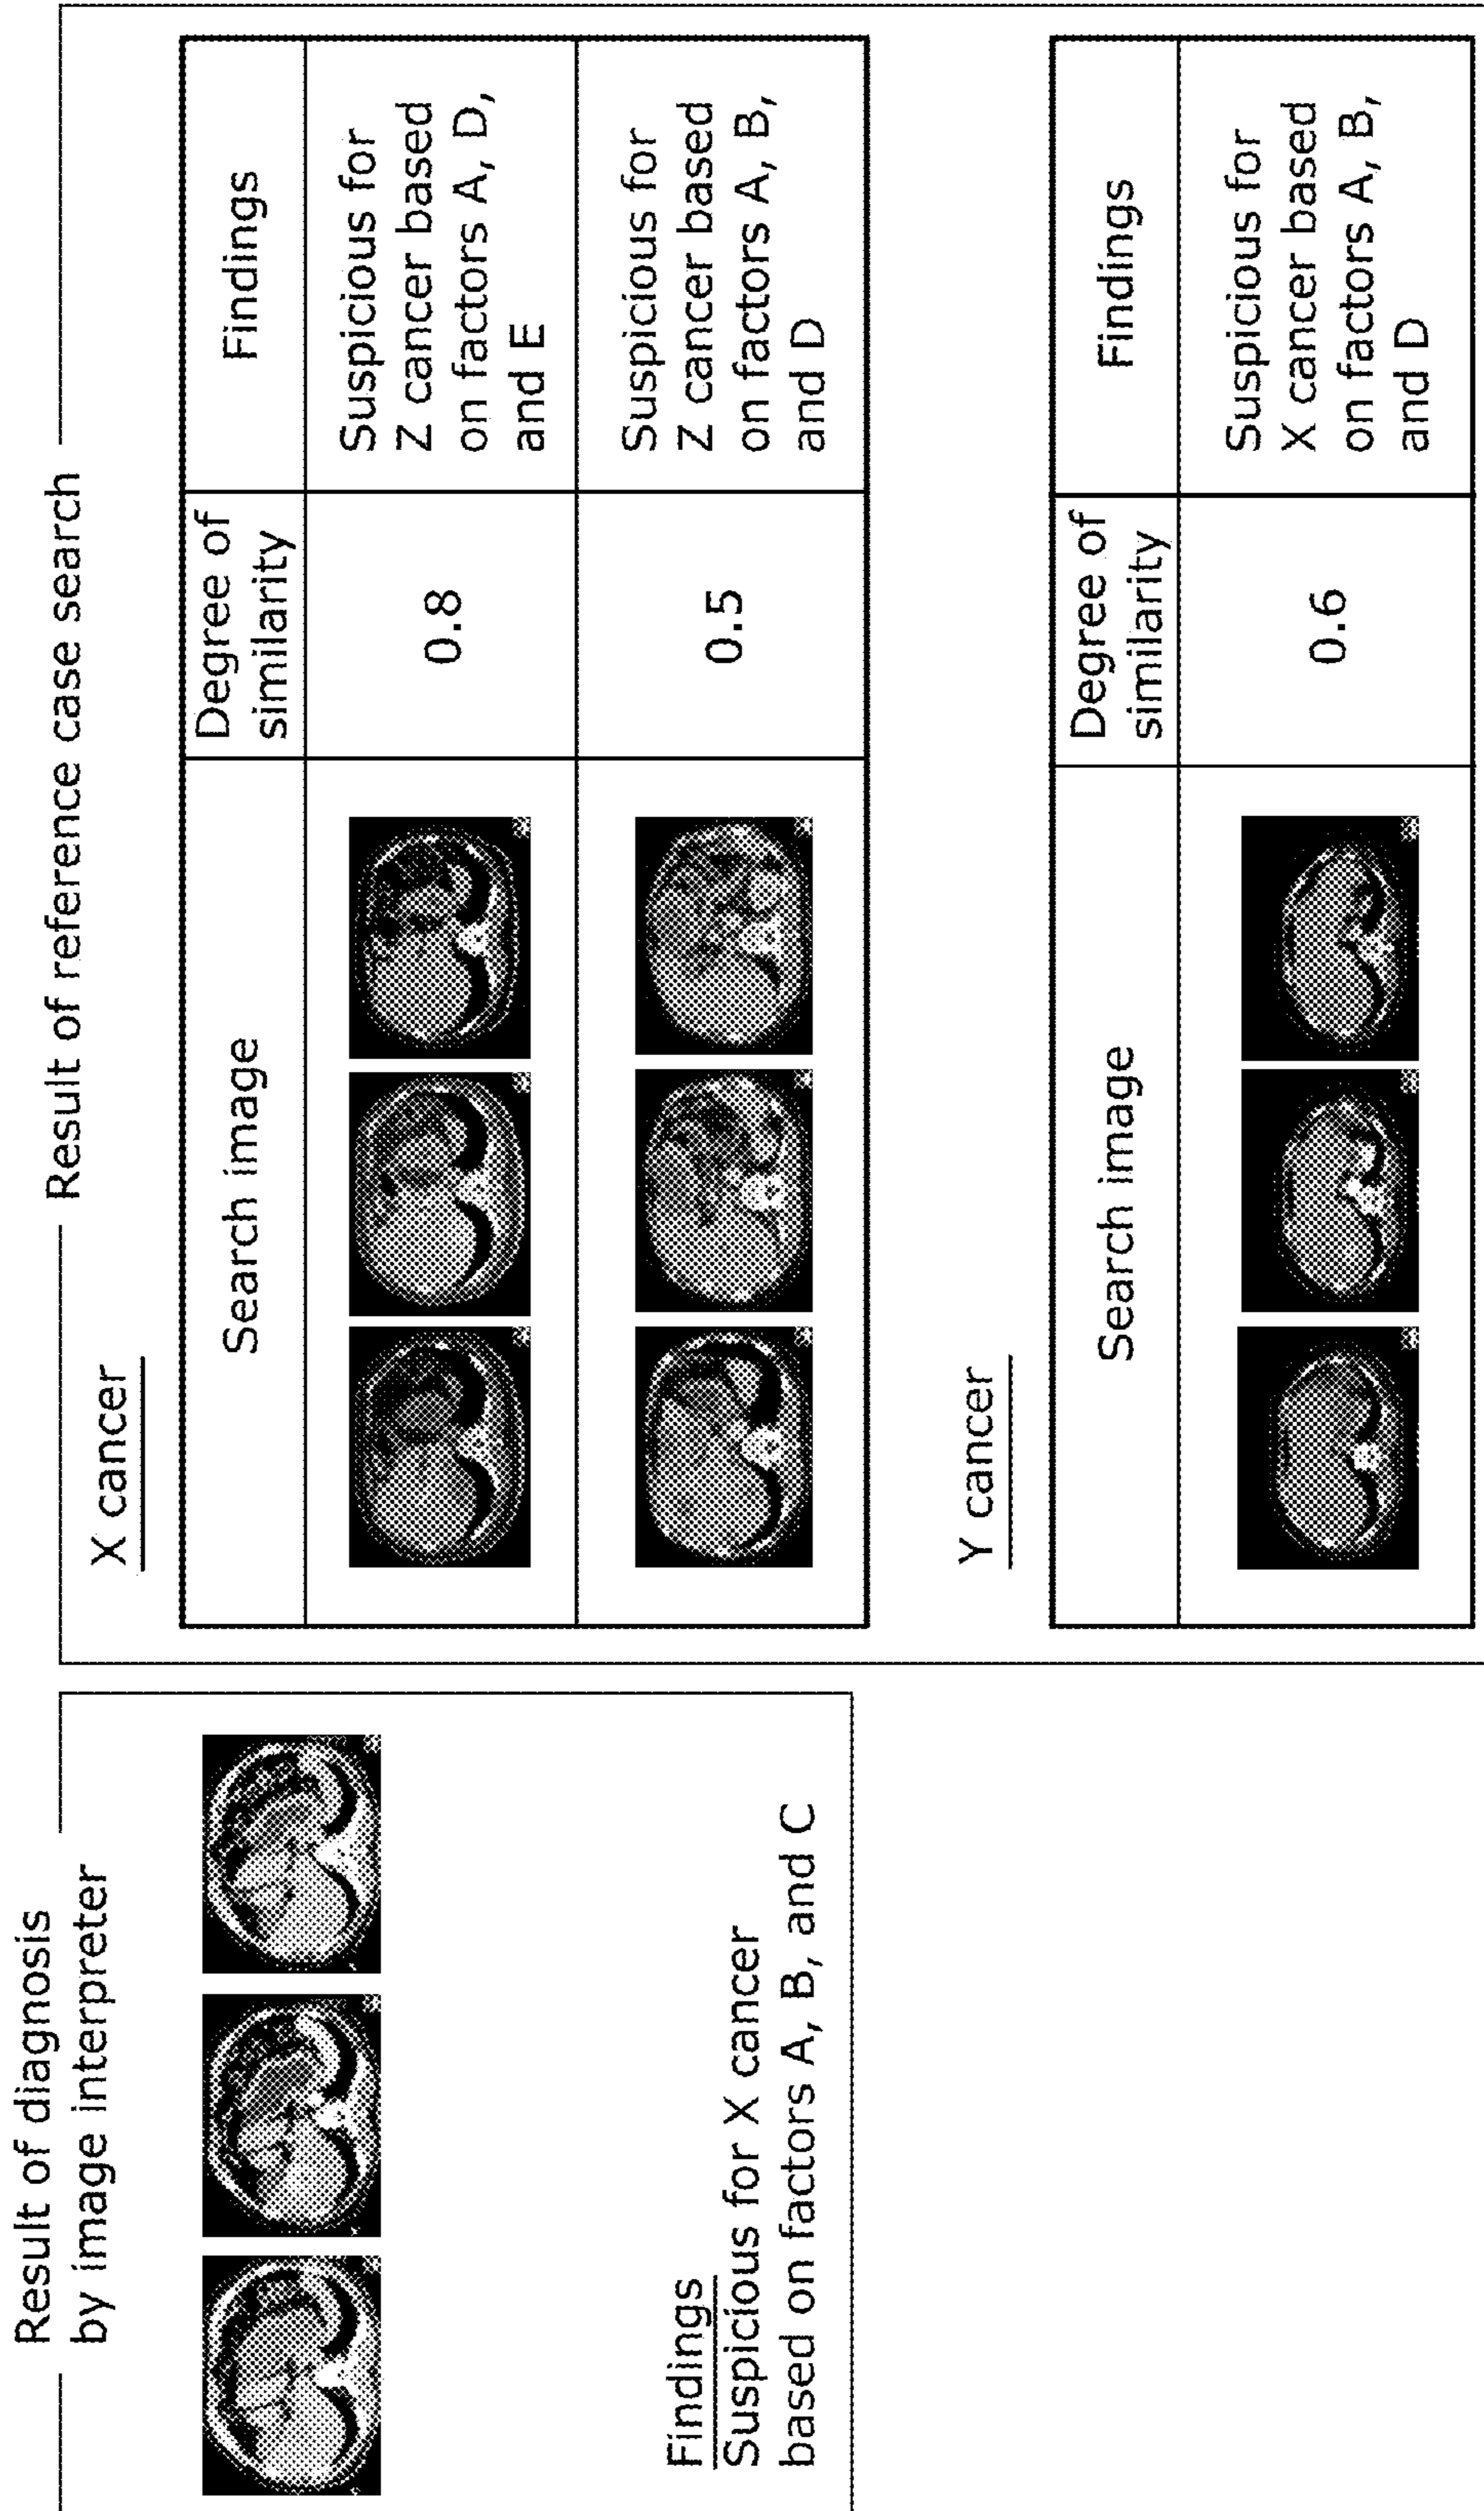 Result of diagnosis
by image interpreter
Findings
Suspicious for X cancer
based on factors A, B, and C
Result of reference case search
X cancer
Search image
Degree of
similarity
Findings
0.8
Suspicious for
Z cancer based
on factors A, D,
and E
0.5
Suspicious for
Z cancer based
on factors A, B,
and D
Y cancer
Search image
Degree of
similarity
Findings
0.6
Suspicious for
X cancer based
on factors A, B,
and D